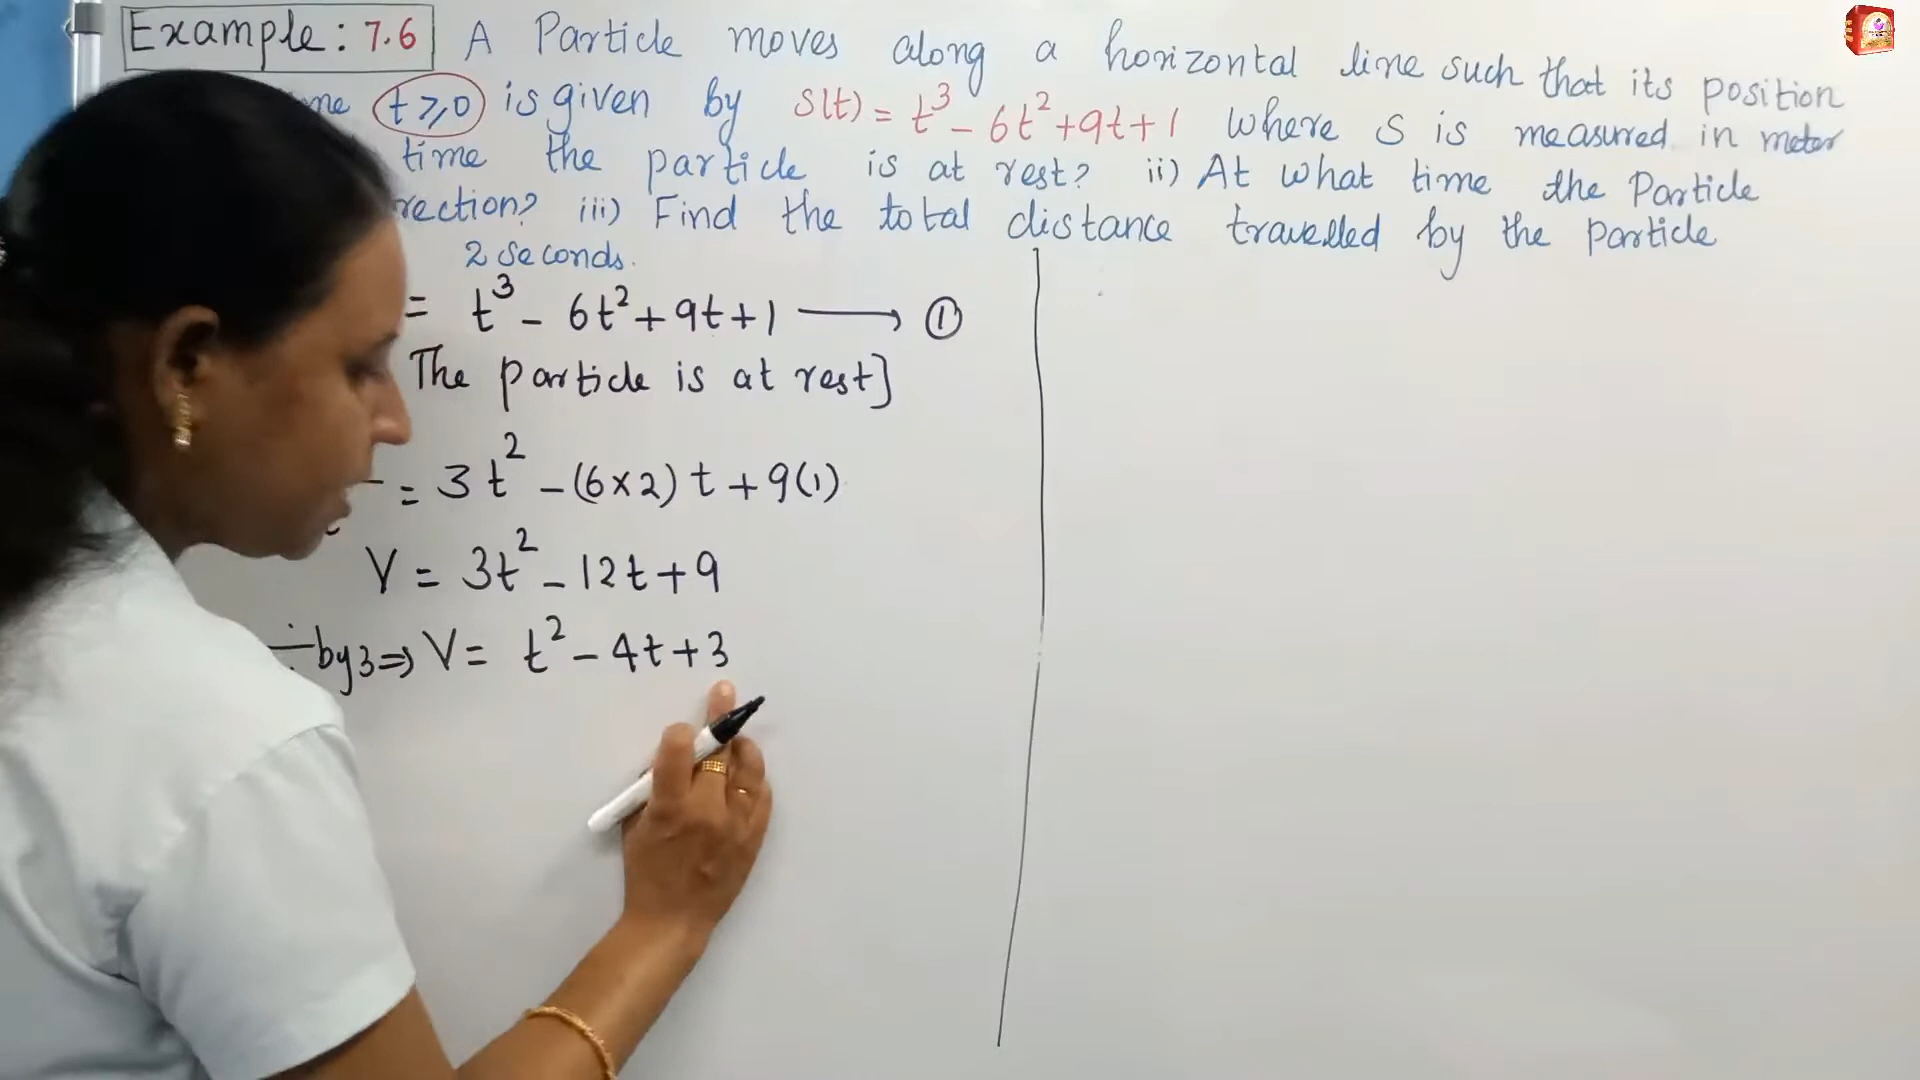 Example: 7.6 A Particle moves along a horizontal line such that its position
me t ≥ 0 is given by S(t) = t³ - 6t² + 9t + 1 where S is measured in meter
time the particle is at rest? ii) At what time the Particle
rection? iii) Find the total distance travelled by the particle
2 seconds.
= t³ - 6t² + 9t + 1 ⟶ ①
The particle is at rest]
= 3t² - (6×2)t + 9(1)
V = 3t² - 12t + 9
÷ by 3 ⇒ V = t² - 4t + 3